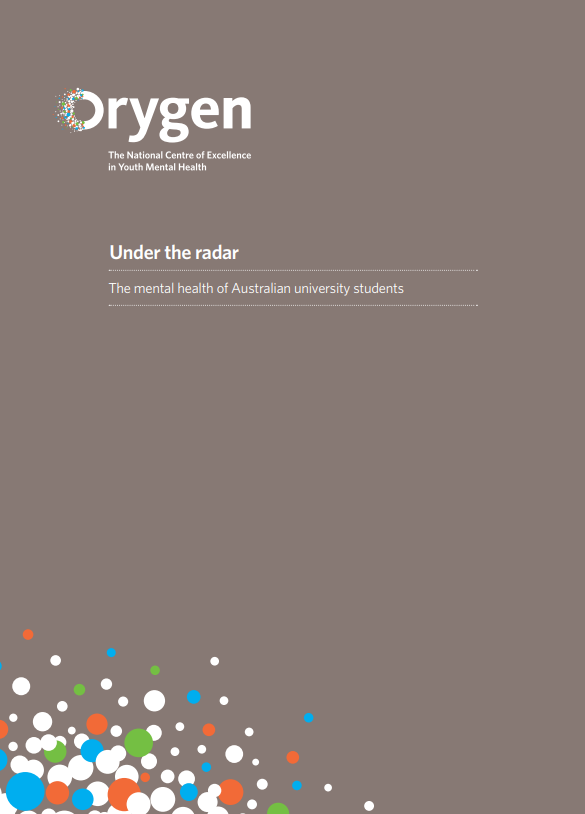 Orygen
The National Centre of Excellence
in Youth Mental Health
Under the radar
The mental health of Australian university students